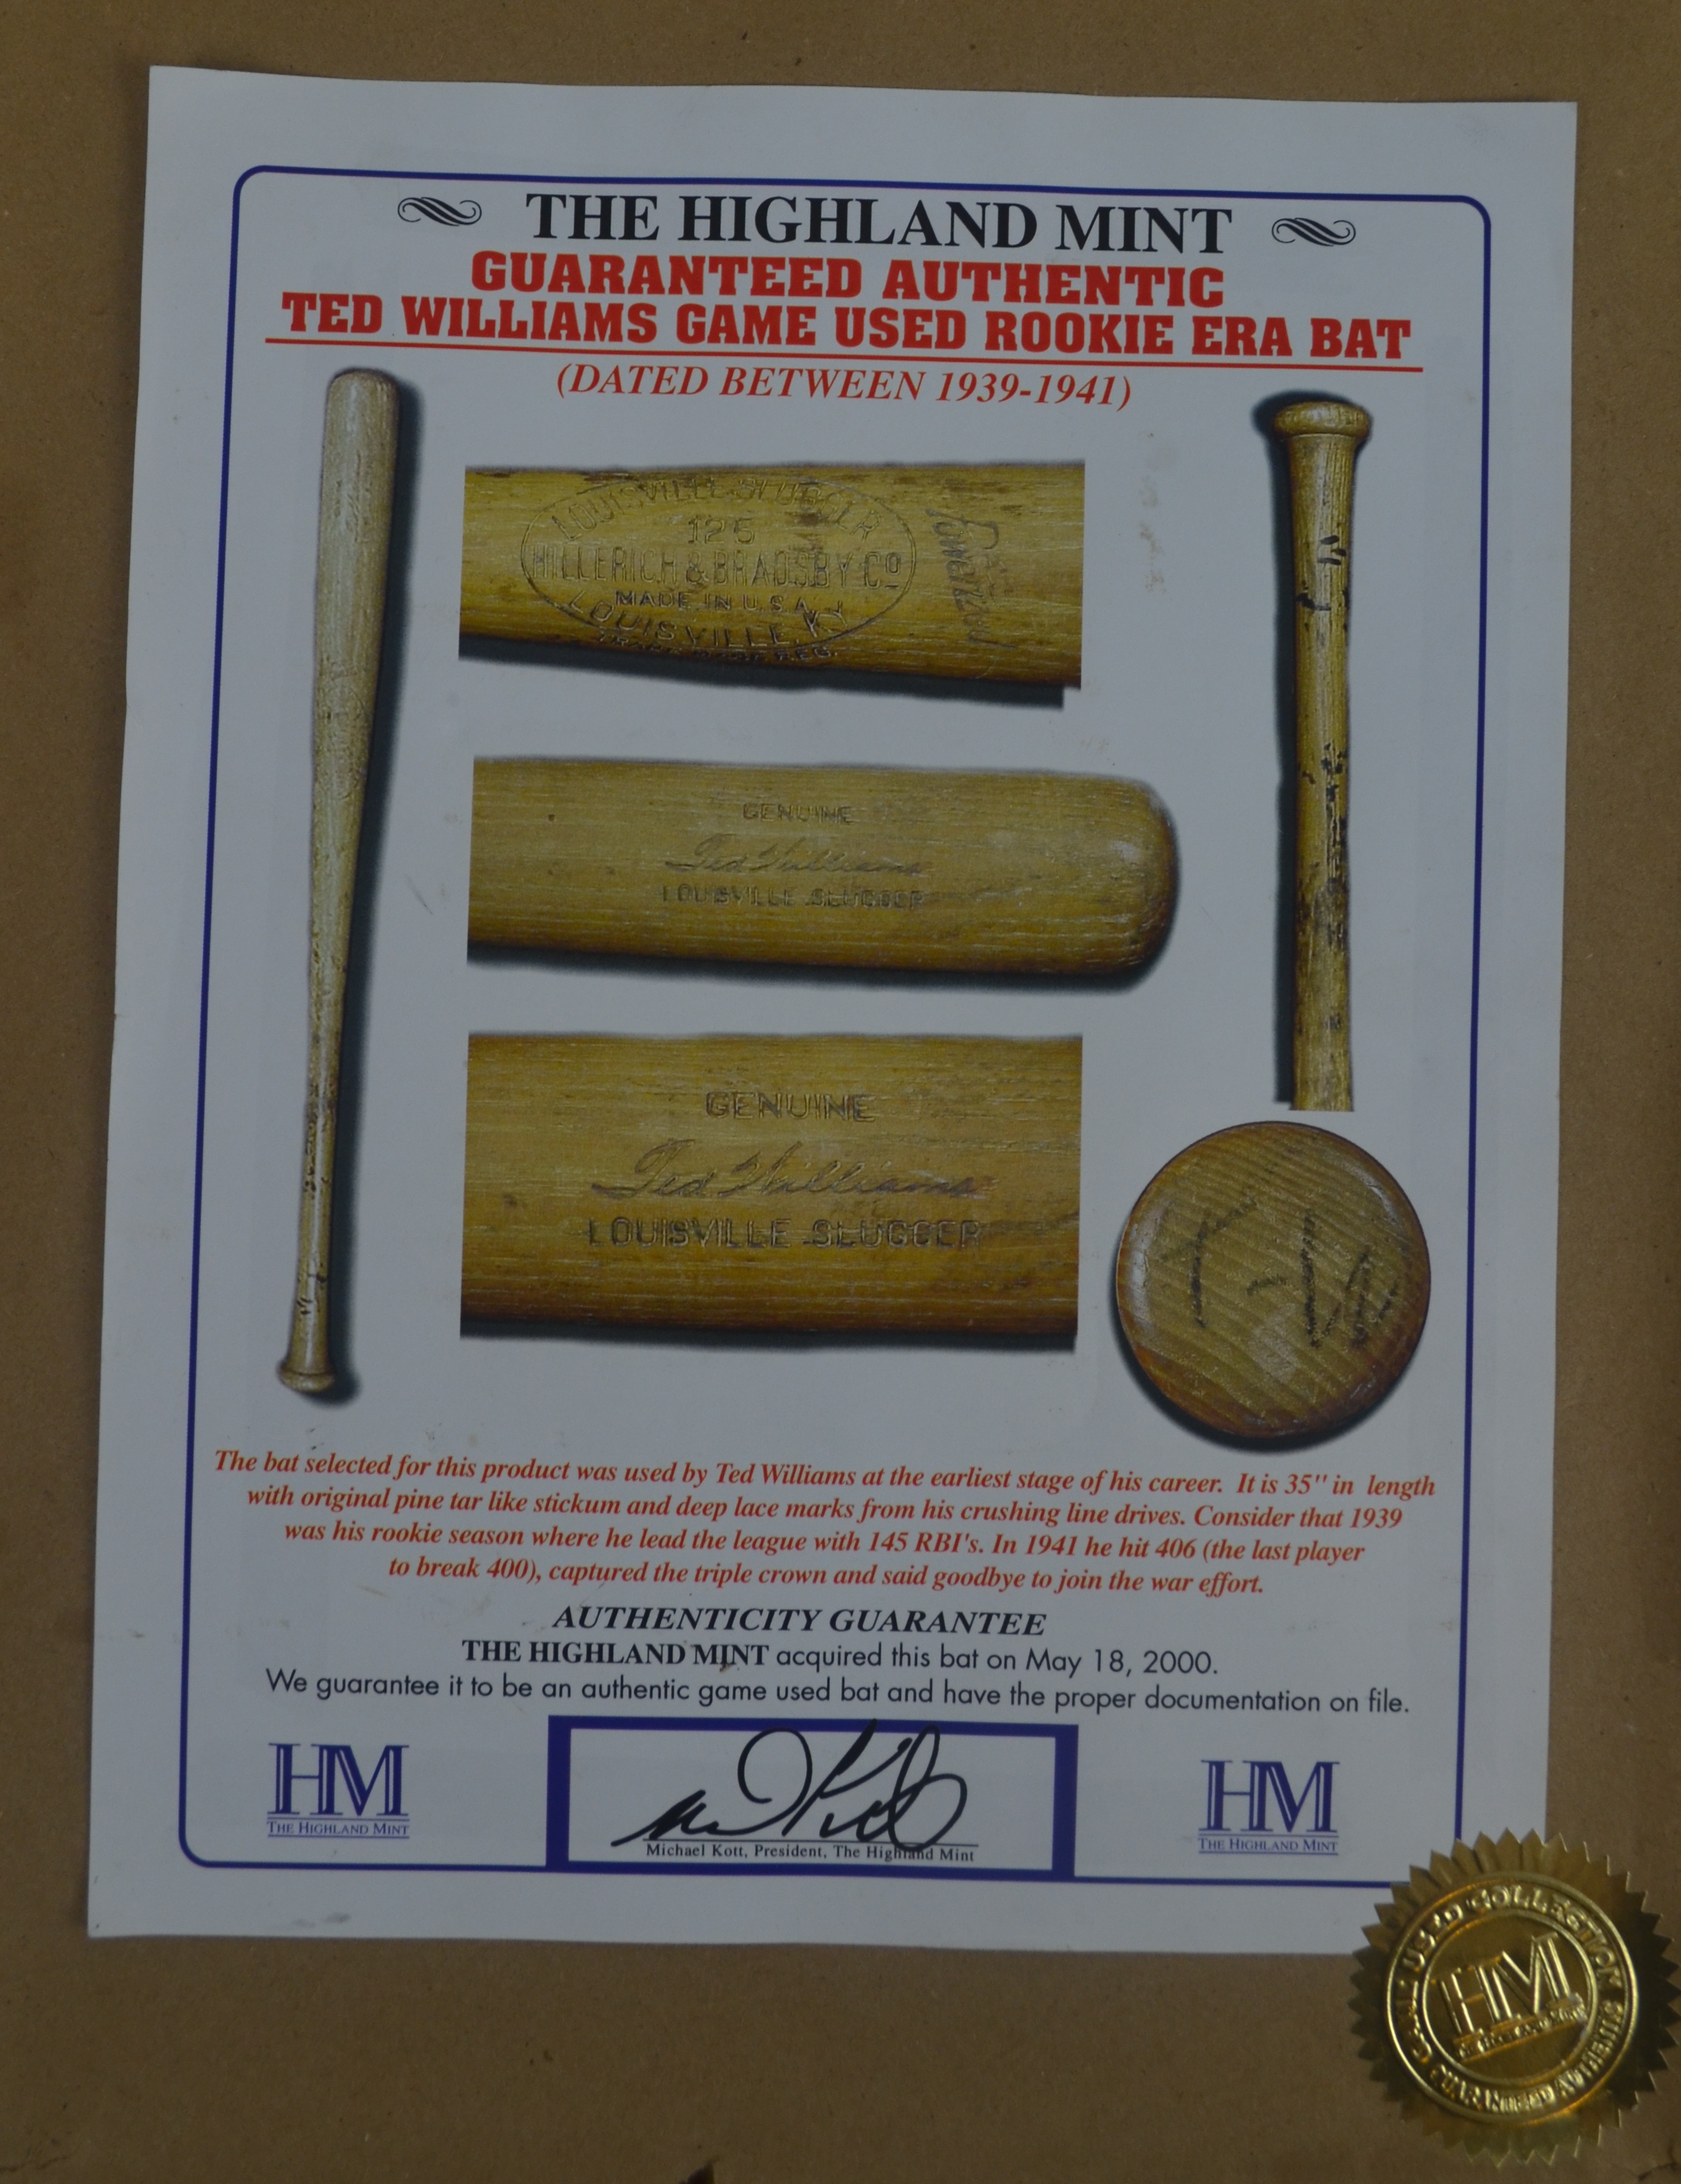 THE HIGHLAND MINT
GUARANTEED AUTHENTIC
TED WILLIAMS GAME USED ROOKIE ERA BAT
(DATED BETWEEN 1939-1941)
LOUISVILLE SLUGGER
125
HILLERICH & BRADSBY Co
MADE IN U.S.A.
LOUISVILLE, KY
GENUINE
Ted Williams
LOUISVILLE SLUGGER
GENUINE
Ted Williams
LOUISVILLE SLUGGER
The bat selected for this product was used by Ted Williams at the earliest stage of his career. It is 35" in length
with original pine tar like stickum and deep lace marks from his crushing line drives. Consider that 1939
was his rookie season where he lead the league with 145 RBI's. In 1941 he hit 406 (the last player
to break 400), captured the triple crown and said goodbye to join the war effort.
AUTHENTICITY GUARANTEE
THE HIGHLAND MINT acquired this bat on May 18, 2000.
We guarantee it to be an authentic game used bat and have the proper documentation on file.
HM
THE HIGHLAND MINT
Michael Kott, President, The Highland Mint
HM
THE HIGHLAND MINT
GAME USED COLLECTION
HM
THE HIGHLAND MINT
GUARANTEED AUTHENTIC